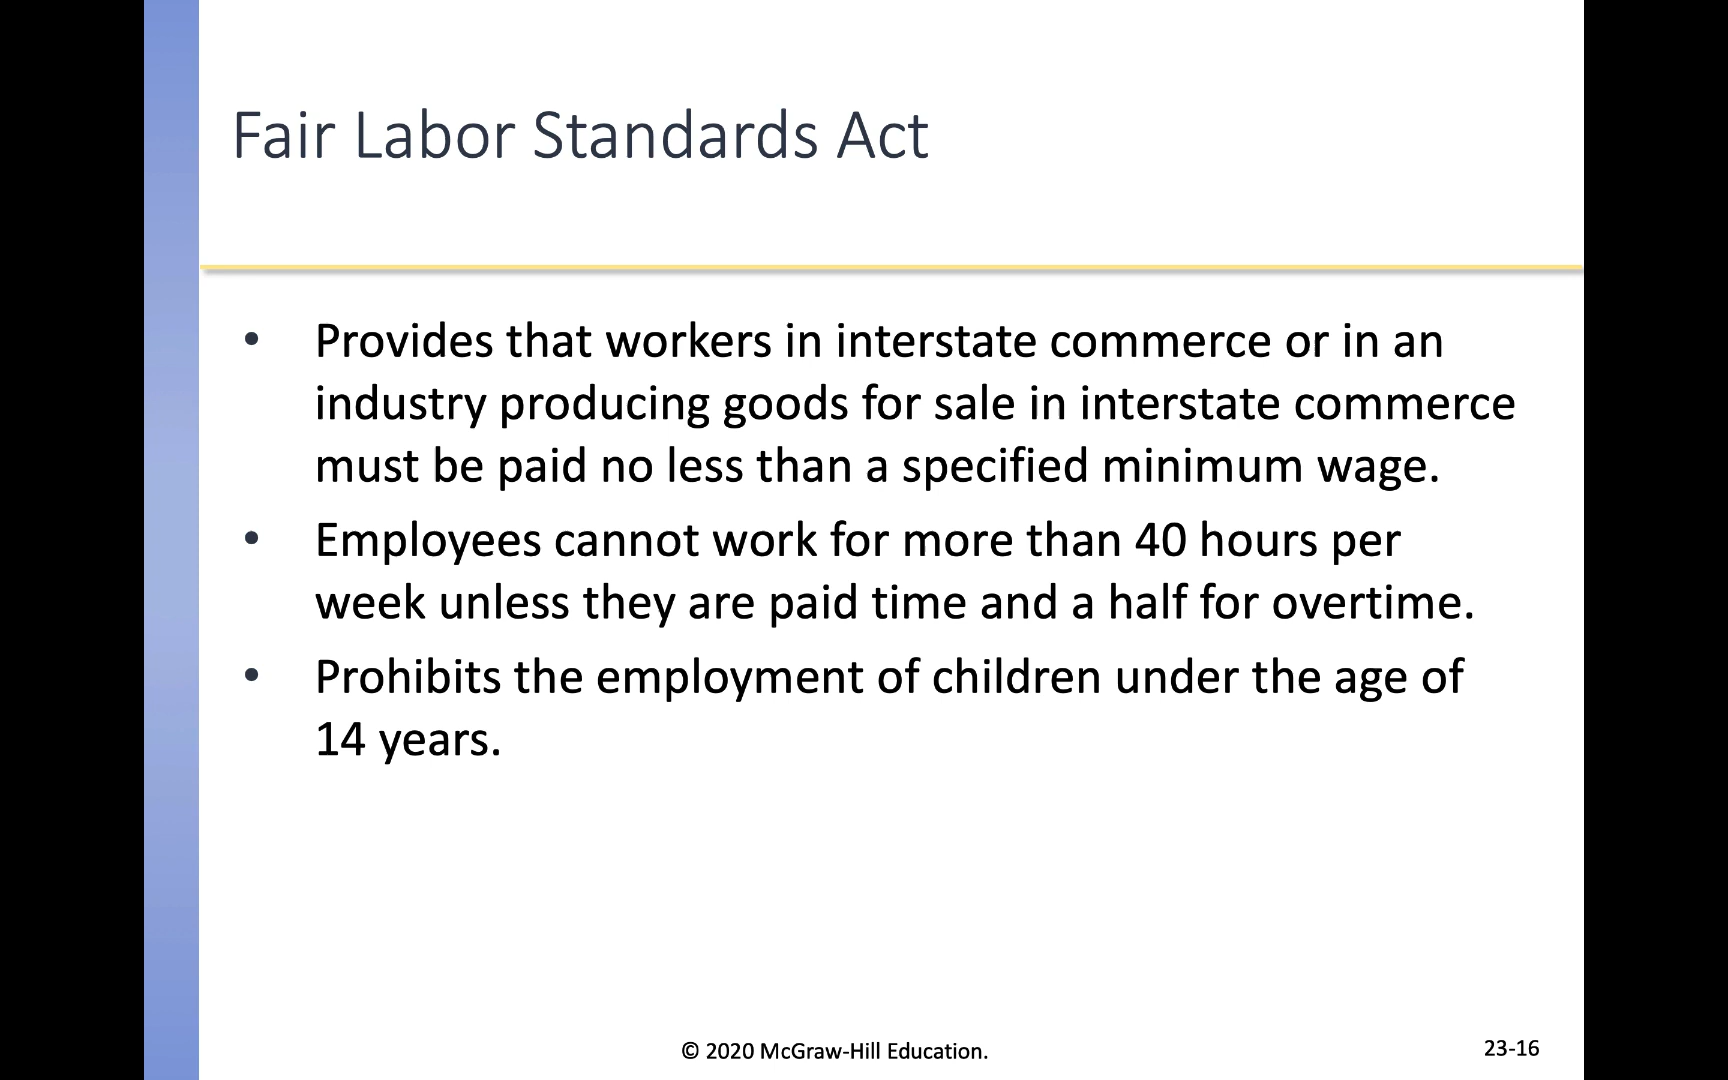 Fair Labor Standards Act
• Provides that workers in interstate commerce or in an
industry producing goods for sale in interstate commerce
must be paid no less than a specified minimum wage.
• Employees cannot work for more than 40 hours per
week unless they are paid time and a half for overtime.
• Prohibits the employment of children under the age of
14 years.
© 2020 McGraw-Hill Education.
23-16